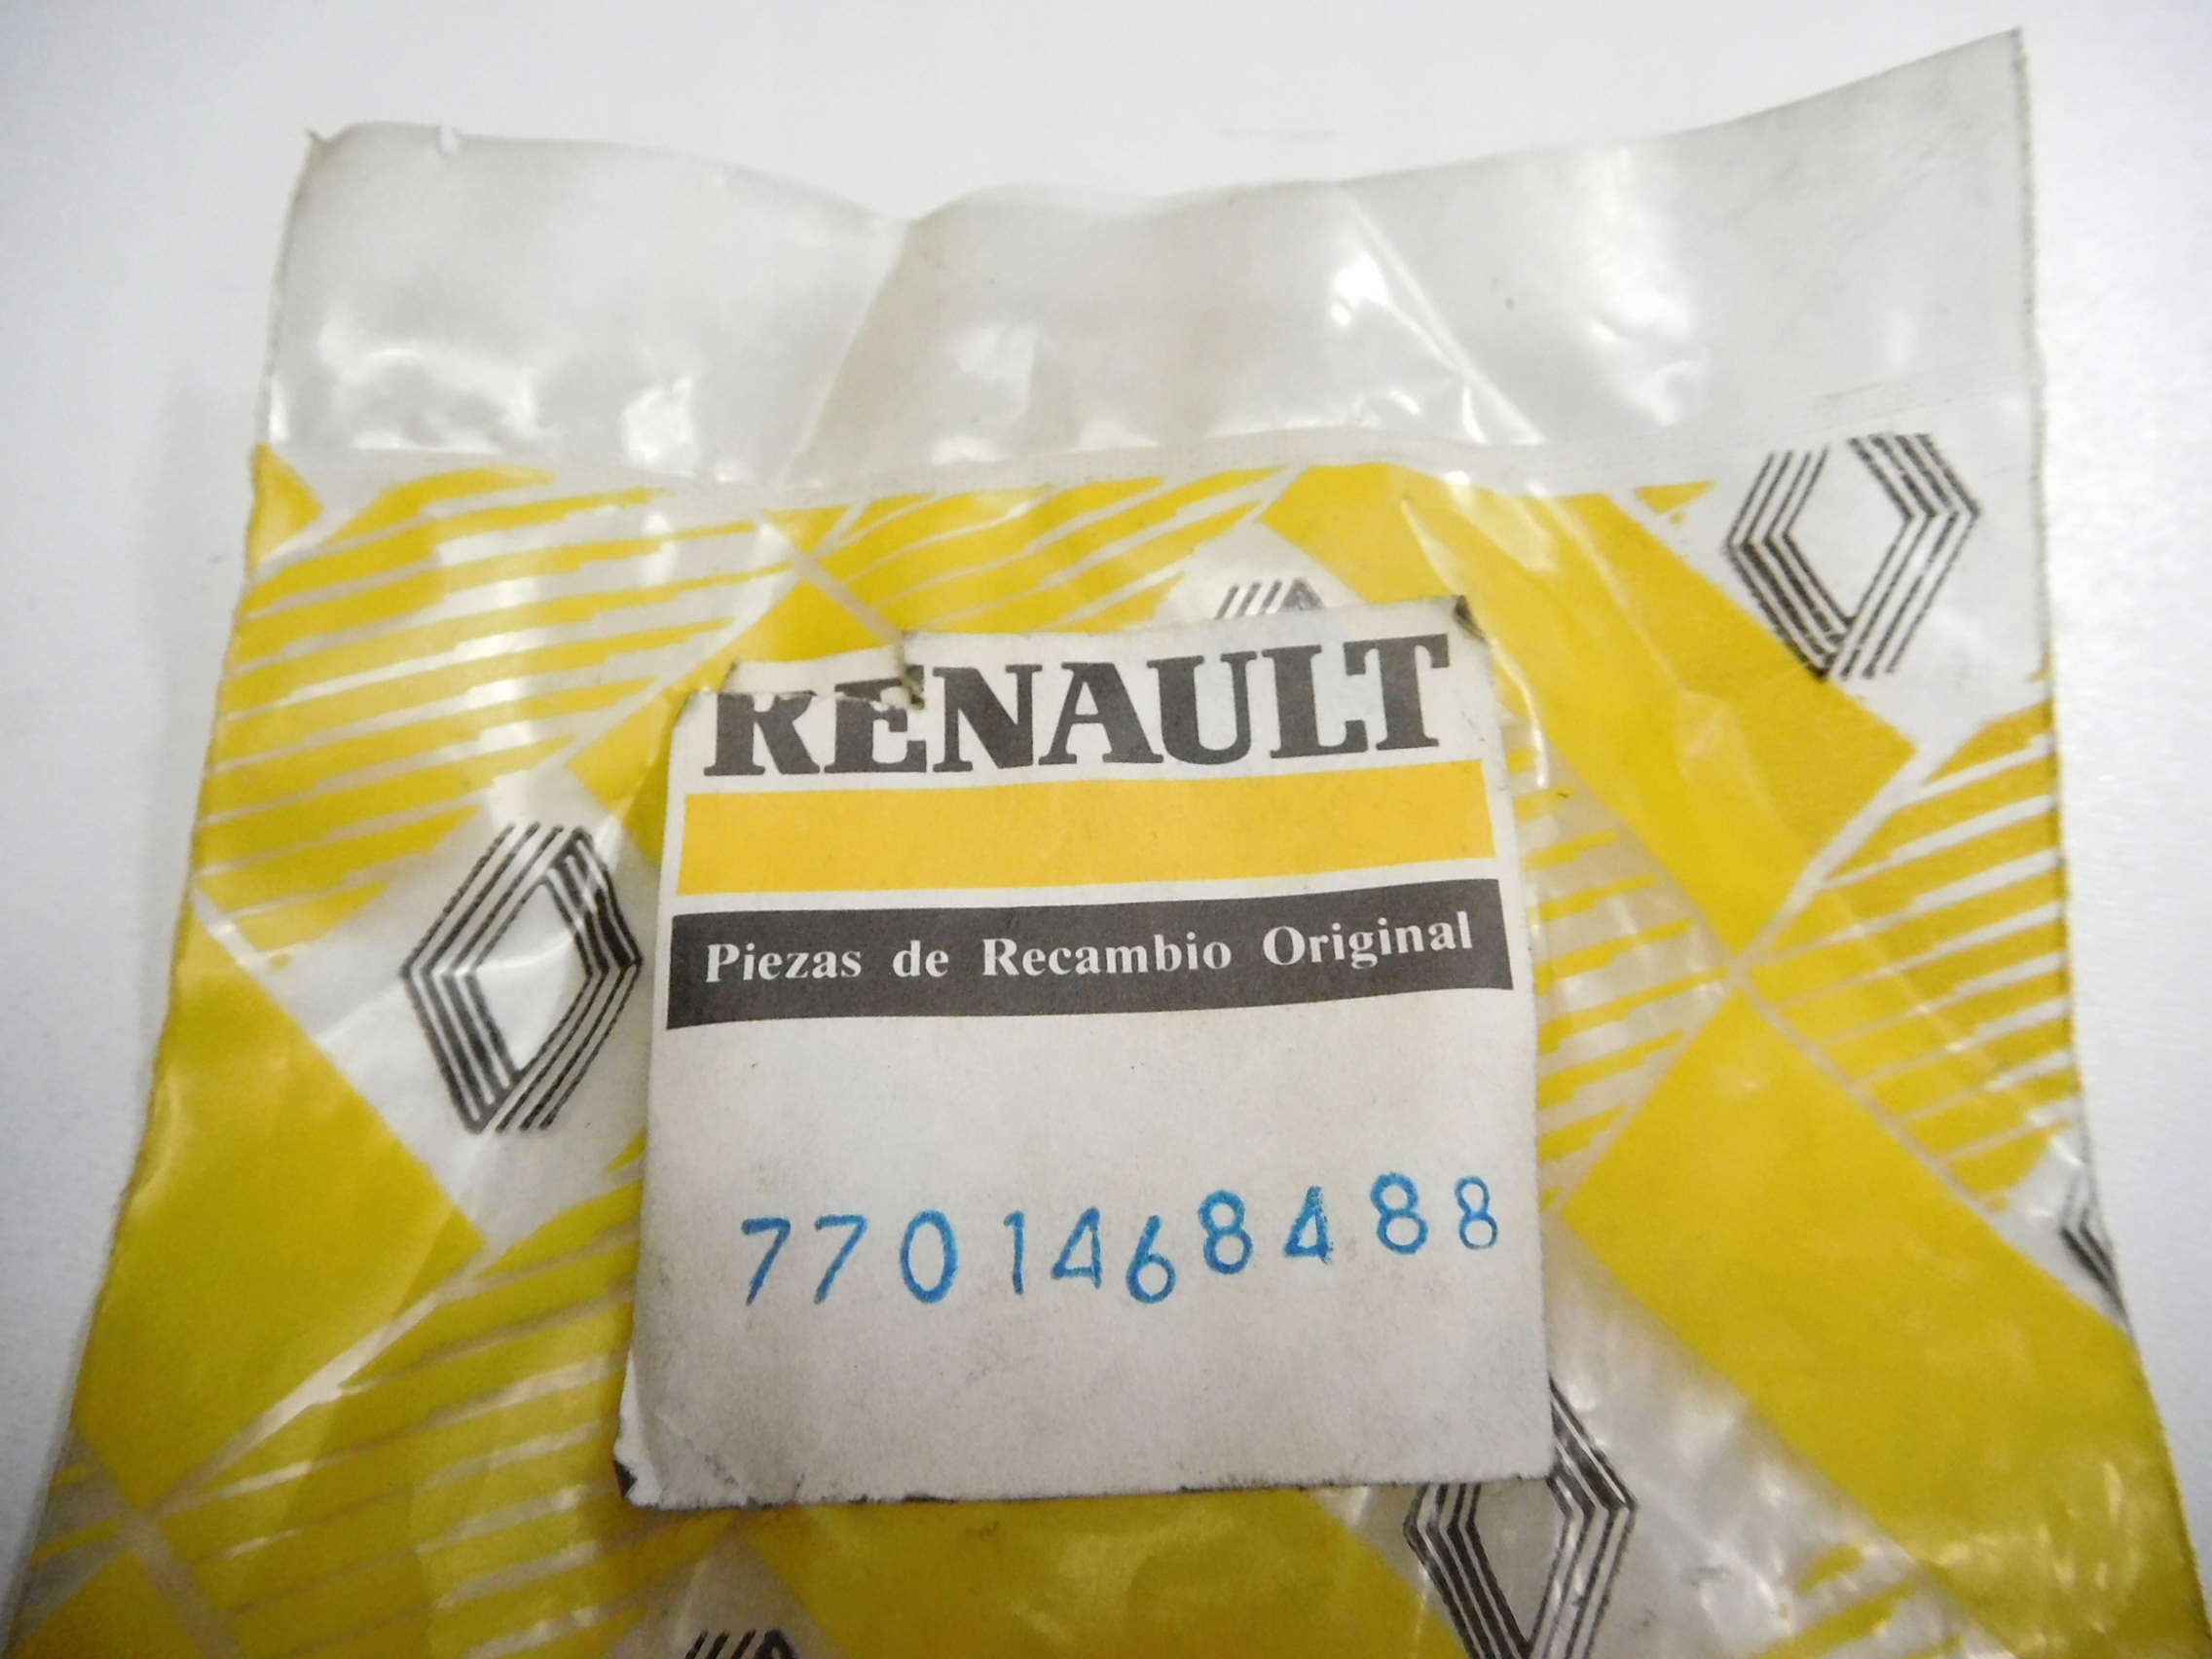 RENAULT
Piezas de Recambio Original
7701468488